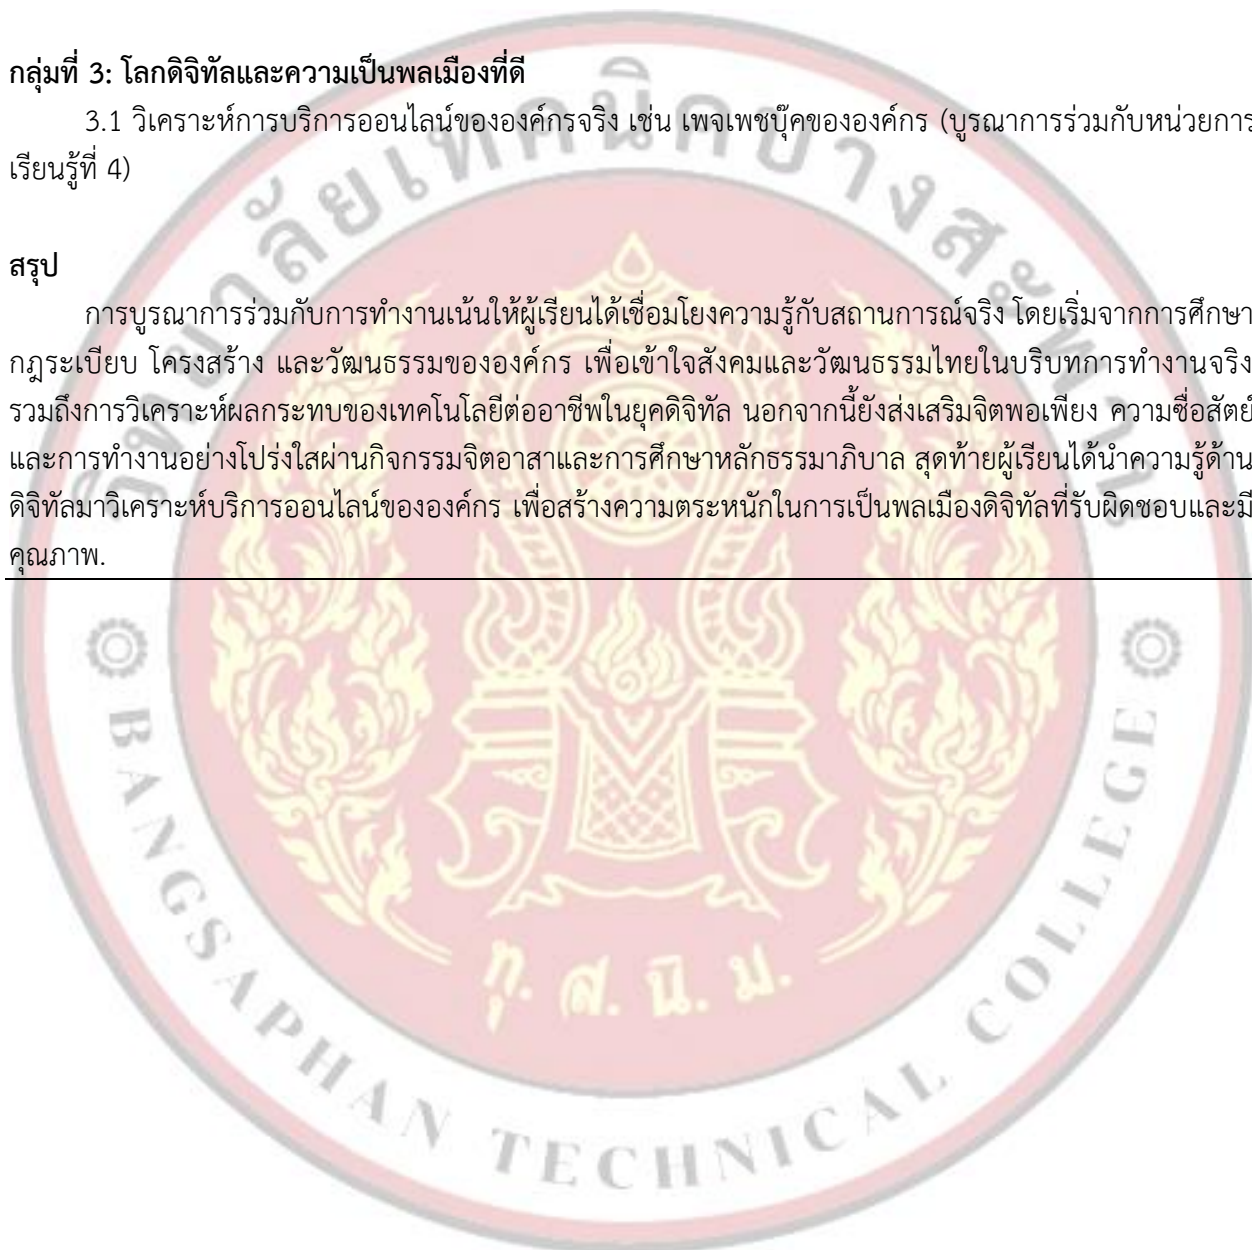 กลุ่มที่ 3: โลกดิจิทัลและความเป็นพลเมืองที่ดี
3.1 วิเคราะห์การบริการออนไลน์ขององค์กรจริง เช่น เพจเพชบุ๊คขององค์กร (บูรณาการร่วมกับหน่วยการ
เรียนรู้ที่ 4)
สรุป
การบูรณาการร่วมกับการทำงานเน้นให้ผู้เรียนได้เชื่อมโยงความรู้กับสถานการณ์จริง โดยเริ่มจากการศึกษา
กฎระเบียบ โครงสร้าง และวัฒนธรรมขององค์กร เพื่อเข้าใจสังคมและวัฒนธรรมไทยในบริบทการทำงานจริง
รวมถึงการวิเคราะห์ผลกระทบของเทคโนโลยีต่ออาชีพในยุคดิจิทัล นอกจากนี้ยังส่งเสริมจิตพอเพียง ความซื่อสัตย์
และการทำงานอย่างโปร่งใสผ่านกิจกรรมจิตอาสาและการศึกษาหลักธรรมาภิบาล สุดท้ายผู้เรียนได้นำความรู้ด้าน
ดิจิทัลมาวิเคราะห์บริการออนไลน์ขององค์กร เพื่อสร้างความตระหนักในการเป็นพลเมืองดิจิทัลที่รับผิดชอบและมี
คุณภาพ.
วิทยาลัยเทคนิคบางสะพาน
ทุ. ส. นิ. ม.
BANGSAPHAN TECHNICAL COLLEGE